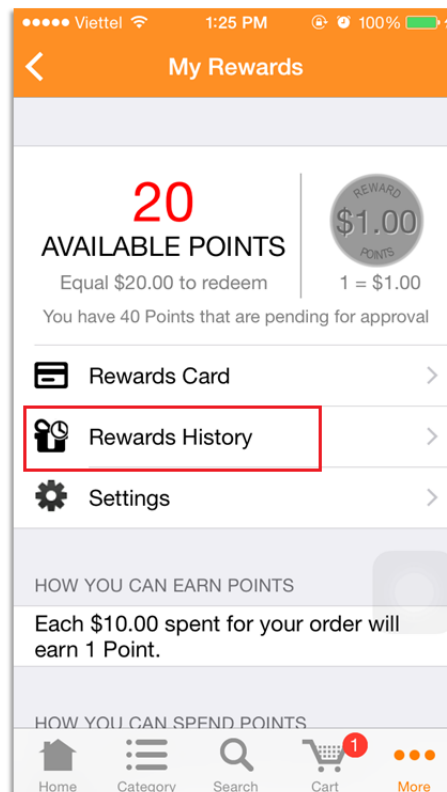 Viettel 1:25 PM 100%
My Rewards
20
AVAILABLE POINTS
Equal $20.00 to redeem
REWARD
$1.00
POINTS
1 = $1.00
You have 40 Points that are pending for approval
Rewards Card
Rewards History
Settings
HOW YOU CAN EARN POINTS
Each $10.00 spent for your order will
earn 1 Point.
HOW YOU CAN SPEND POINTS
1
Home Category Search Cart More